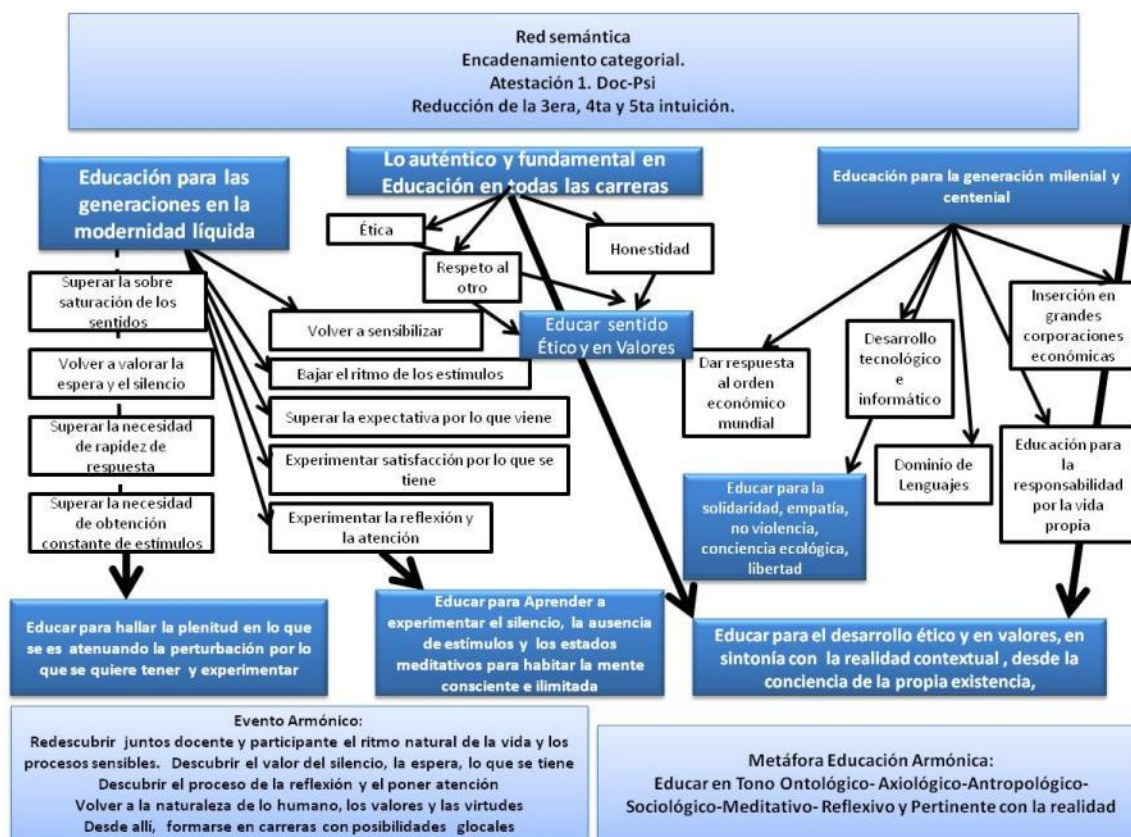 Red semántica
Encadenamiento categorial.
Atestación 1. Doc-Psi
Reducción de la 3era, 4ta y 5ta intuición.
Educación para las
generaciones en la
modernidad líquida
Superar la sobre
saturación de los
sentidos
Volver a valorar la
espera y el silencio
Superar la necesidad
de rapidez de
respuesta
Superar la necesidad
de obtención
constante de estímulos
Volver a sensibilizar
Bajar el ritmo de los estímulos
Superar la expectativa por lo que viene
Experimentar satisfacción por lo que se
tiene
Experimentar la reflexión y
la atención
Lo auténtico y fundamental en
Educación en todas las carreras
Ética
Respeto al
otro
Honestidad
Educar sentido
Ético y en Valores
Educación para la generación milenial y
centenial
Dar respuesta
al orden
económico
mundial
Desarrollo
tecnológico
e
informático
Inserción en
grandes
corporaciones
económicas
Dominio de
Lenguajes
Educación para
la
responsabilidad
por la vida
propia
Educar para la
solidaridad, empatía,
no violencia,
conciencia ecológica,
libertad
Educar para hallar la plenitud en lo que
se es atenuando la perturbación por lo
que se quiere tener y experimentar
Educar para Aprender a
experimentar el silencio, la
ausencia de estímulos y los estados
meditativos para habitar la mente
consciente e ilimitada
Educar para el desarrollo ético y en valores, en
sintonía con la realidad contextual , desde la
conciencia de la propia existencia,
Evento Armónico:
Redescubrir juntos docente y participante el ritmo natural de la vida y los
procesos sensibles. Descubrir el valor del silencio, la espera, lo que se tiene
Descubrir el proceso de la reflexión y el poner atención
Volver a la naturaleza de lo humano, los valores y las virtudes
Desde allí, formarse en carreras con posibilidades glocales
Metáfora Educación Armónica:
Educar en Tono Ontológico- Axiológico-Antropológico-
Sociológico-Meditativo- Reflexivo y Pertinente con la realidad